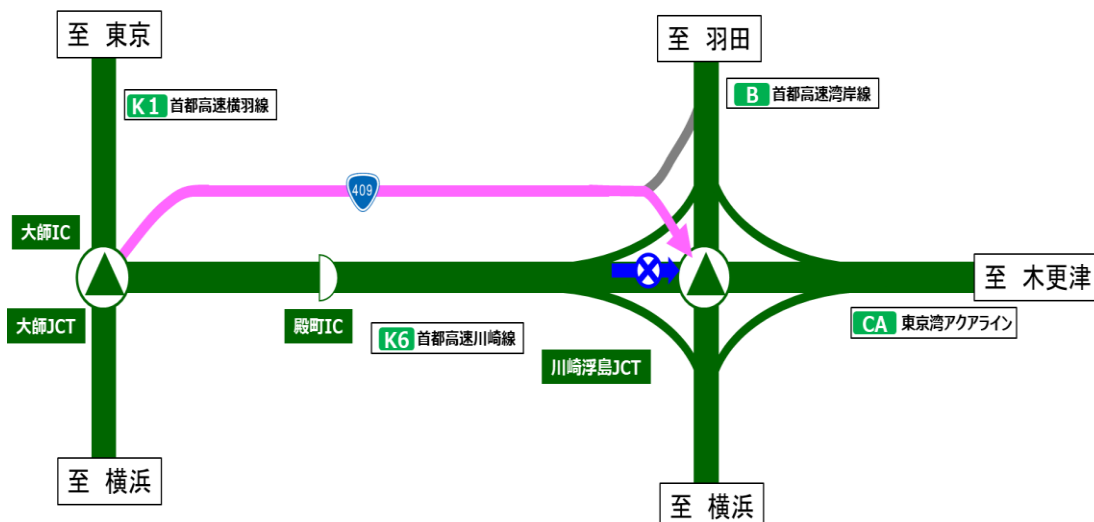 至 東京
至 羽田
K1 首都高速横羽線
B 首都高速湾岸線
409
大師IC
大師JCT
殿町IC
K6 首都高速川崎線
川崎浮島JCT
至 木更津
CA 東京湾アクアライン
至 横浜
至 横浜